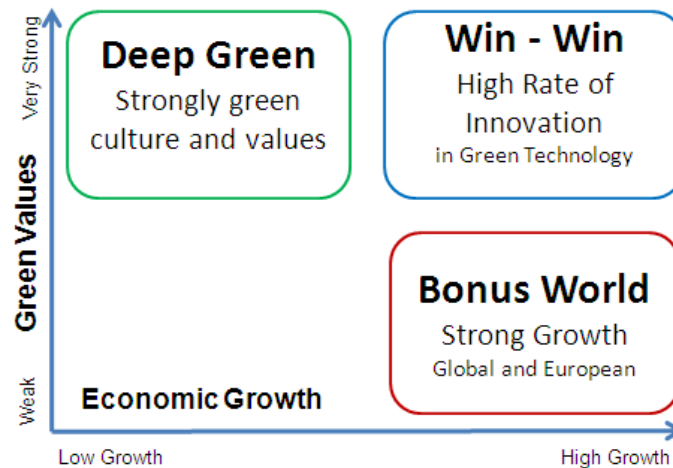 Very Strong
Green Values
Weak
Deep Green
Strongly green
culture and values
Win - Win
High Rate of
Innovation
in Green Technology
Bonus World
Strong Growth
Global and European
Economic Growth
Low Growth
High Growth